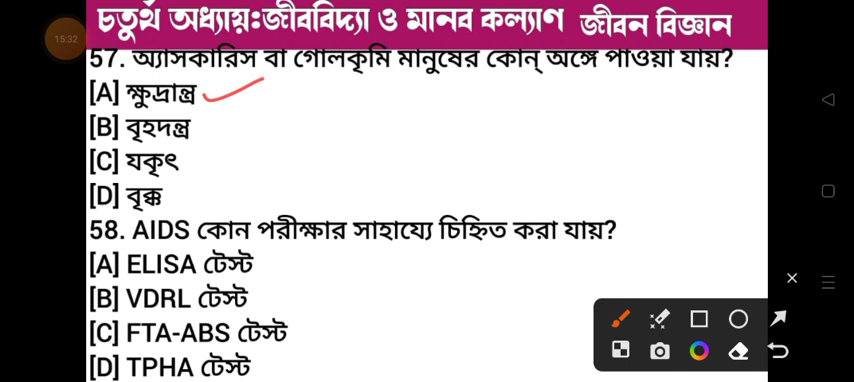 চতুর্থ অধ্যায়ঃজীববিদ্যা ও মানব কল্যাণ জীবন বিজ্ঞান
15:32
57. অ্যাসকারিস বা গোলকৃমি মানুষের কোন্ অঙ্গে পাওয়া যায়?
[A] ক্ষুদ্রান্ত্র
[B] বৃহদন্ত্র
[C] যকৃৎ
[D] বৃক্ক
58. AIDS কোন পরীক্ষার সাহায্যে চিহ্নিত করা যায়?
[A] ELISA টেস্ট
[B] VDRL টেস্ট
[C] FTA-ABS টেস্ট
[D] TPHA টেস্ট